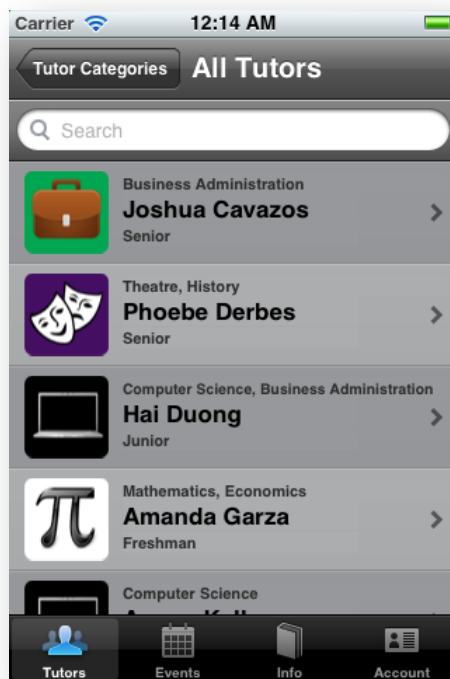 Carrier 12:14 AM
Tutor Categories All Tutors
Search
Business Administration
Joshua Cavazos
Senior
Theatre, History
Phoebe Derbes
Senior
Computer Science, Business Administration
Hai Duong
Junior
Mathematics, Economics
Amanda Garza
Freshman
Computer Science
Tutors Events Info Account